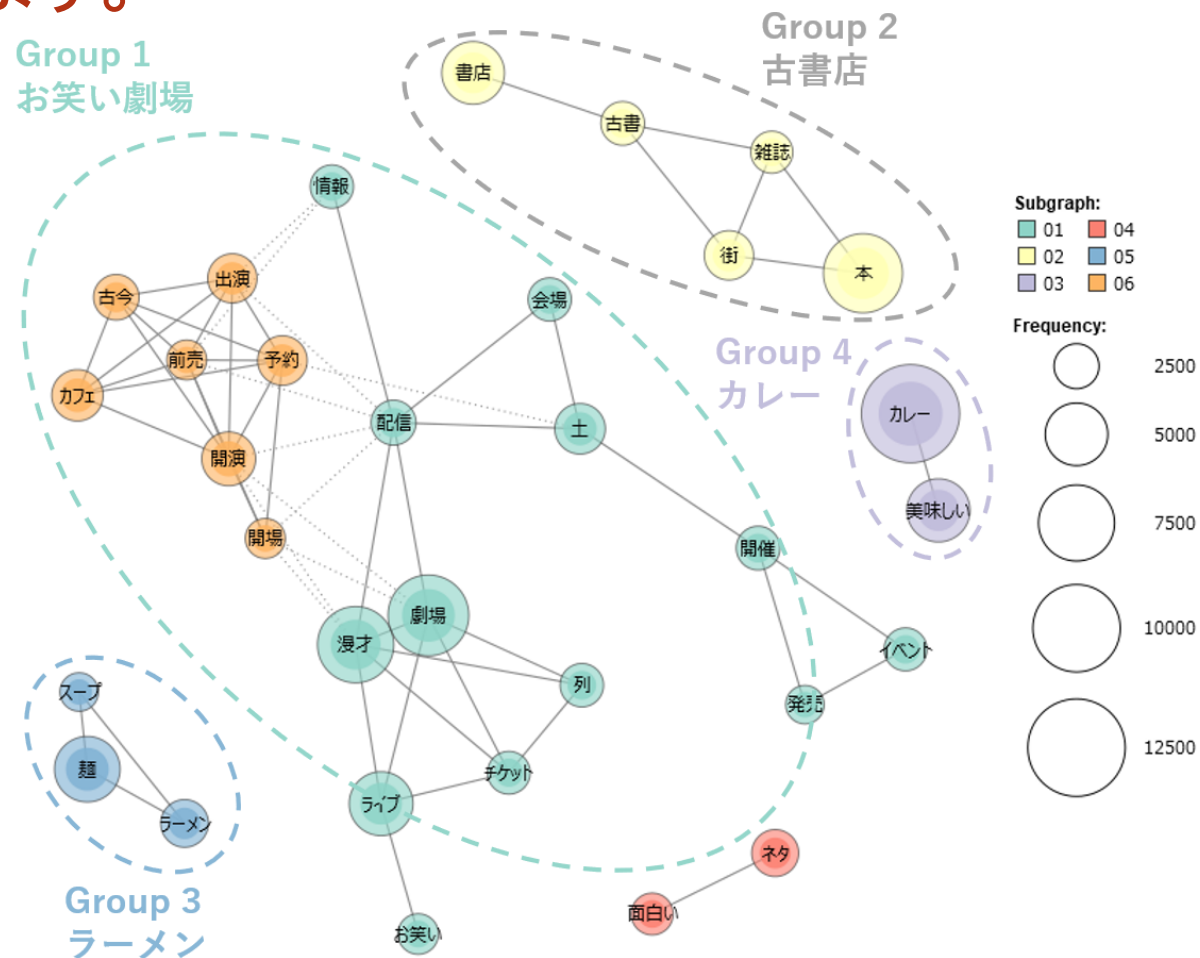 ます。
Group 1
お笑い劇場
Group 2
古書店
書店
古書
雑誌
街
本
情報
出演
古今
前売
予約
カフェ
開演
開場
配信
会場
土
Group 4
カレー
カレー
美味しい
開催
イベント
発売
劇場
漫才
列
チケット
ライブ
お笑い
スープ
麺
ラーメン
Group 3
ラーメン
ネタ
面白い
Subgraph:
01 04
02 05
03 06
Frequency:
2500
5000
7500
10000
12500